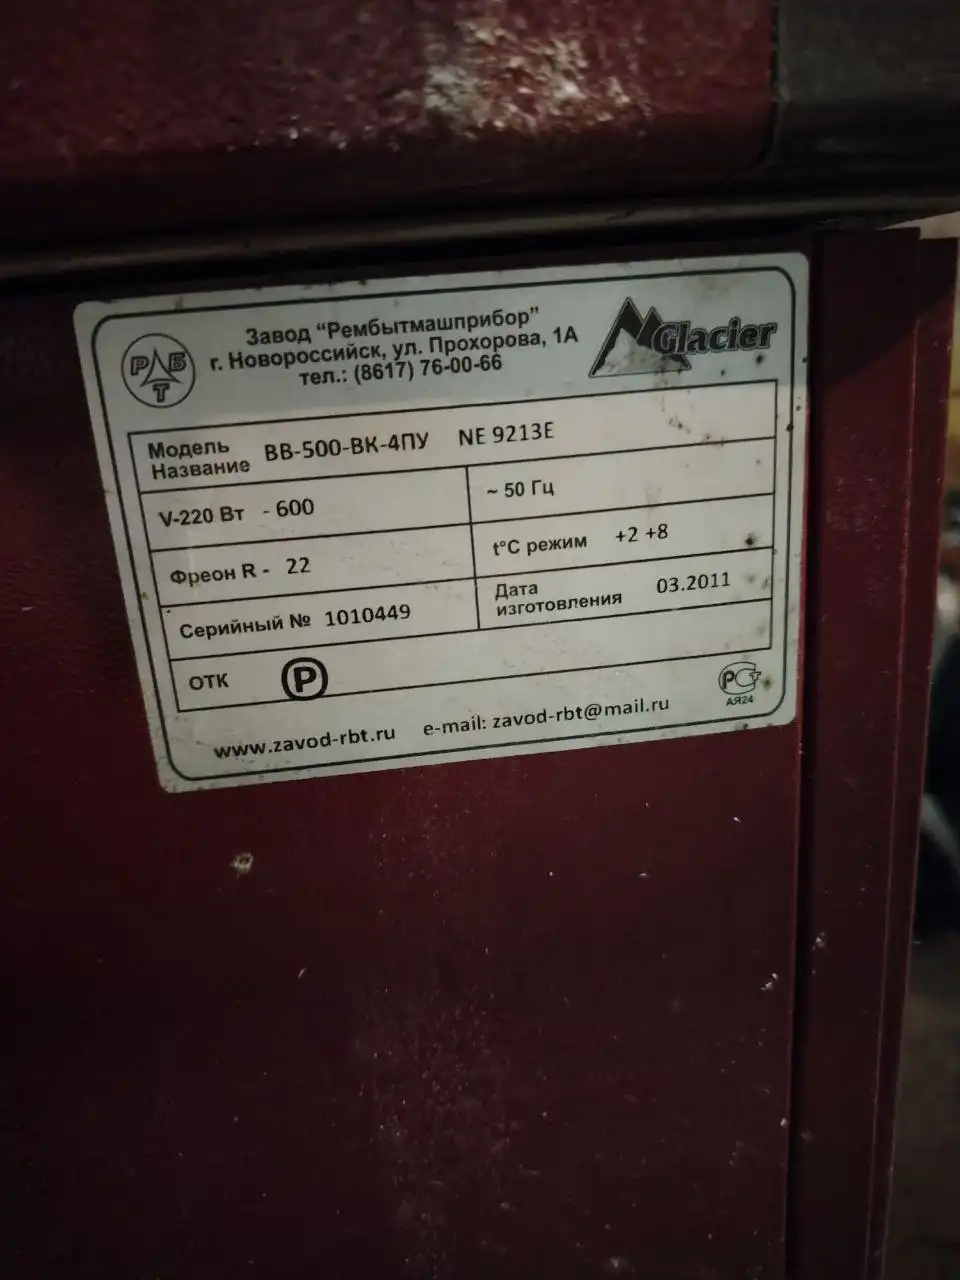 РБТ
Завод "Рембытмашприбор"
г. Новороссийск, ул. Прохорова, 1А
тел.: (8617) 76-00-66
Glacier
Модель
Название
ВВ-500-ВК-4ПУ NE 9213E
V-220 Вт - 600
~ 50 Гц
Фреон R - 22
t°C режим +2 +8
Серийный № 1010449
Дата
изготовления
03.2011
ОТК Р
РСТ
АЯ24
www.zavod-rbt.ru e-mail: zavod-rbt@mail.ru